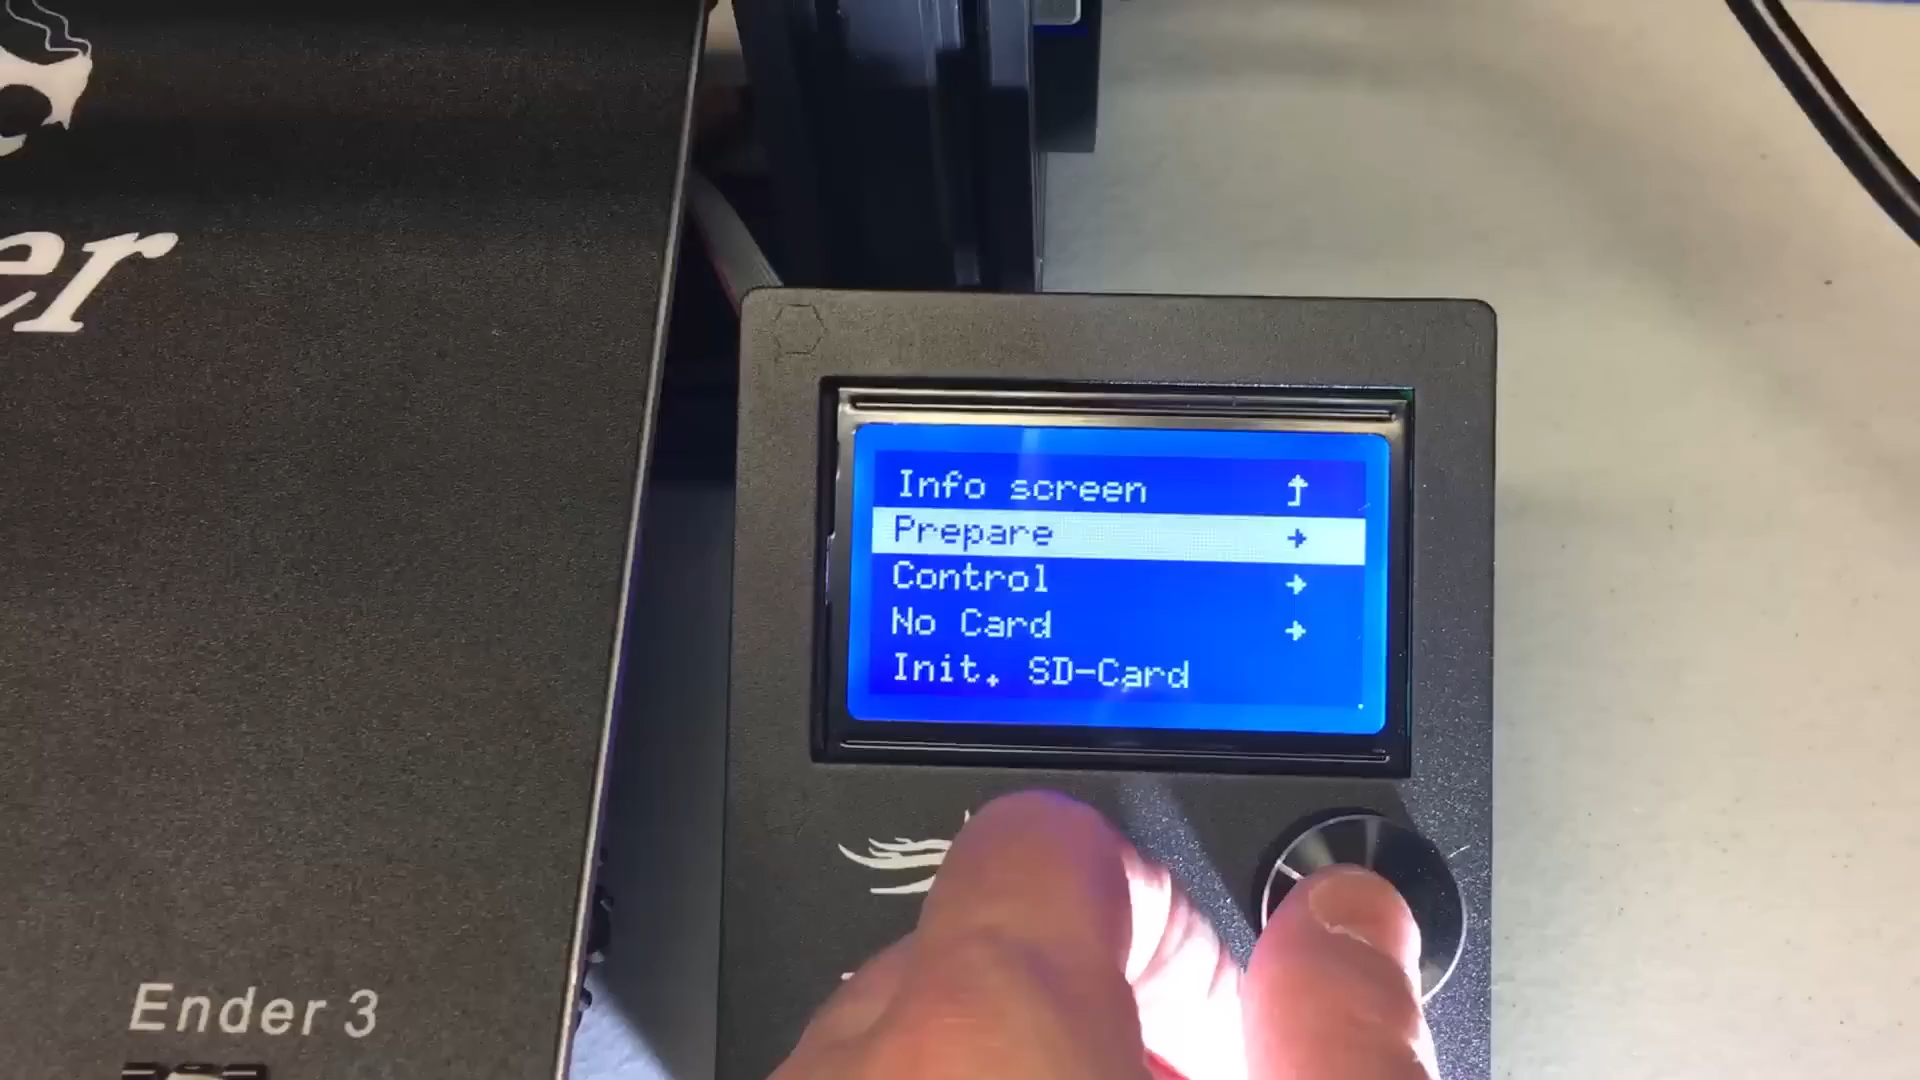 er
Info screen
Prepare
Control
No Card
Init. SD-Card
Ender 3